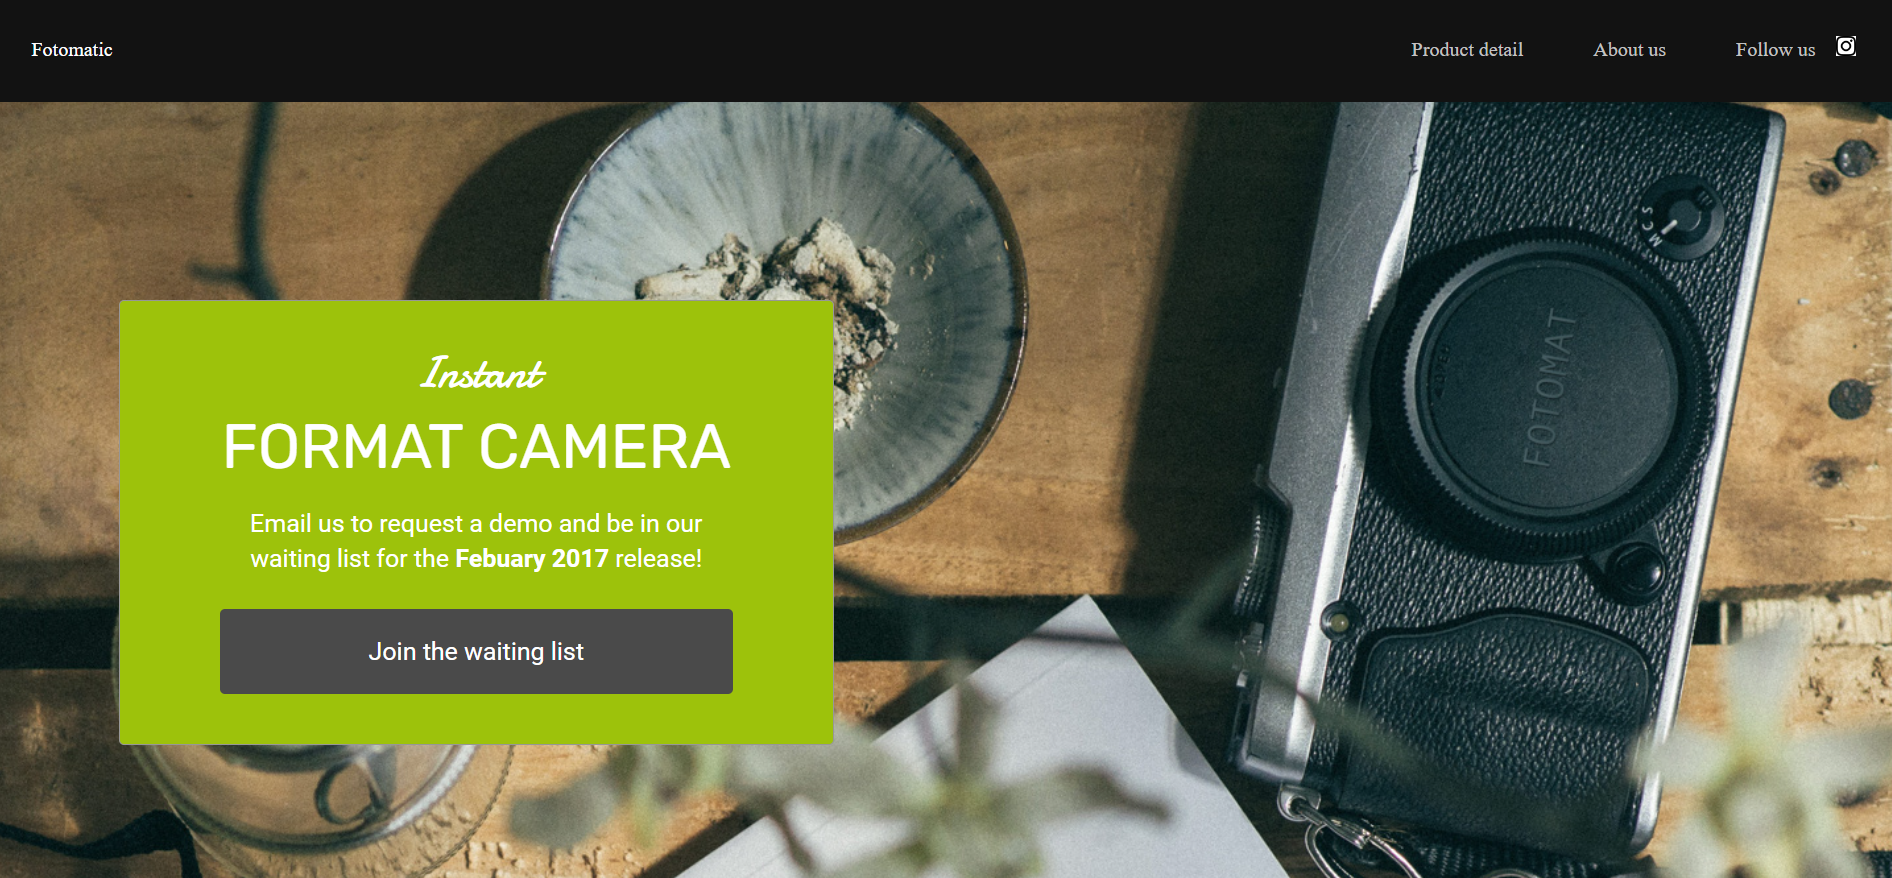 Fotomatic
Product detail
About us
Follow us
Instant
FORMAT CAMERA
Email us to request a demo and be in our
waiting list for the Febuary 2017 release!
Join the waiting list
MCS
FOTOMAT